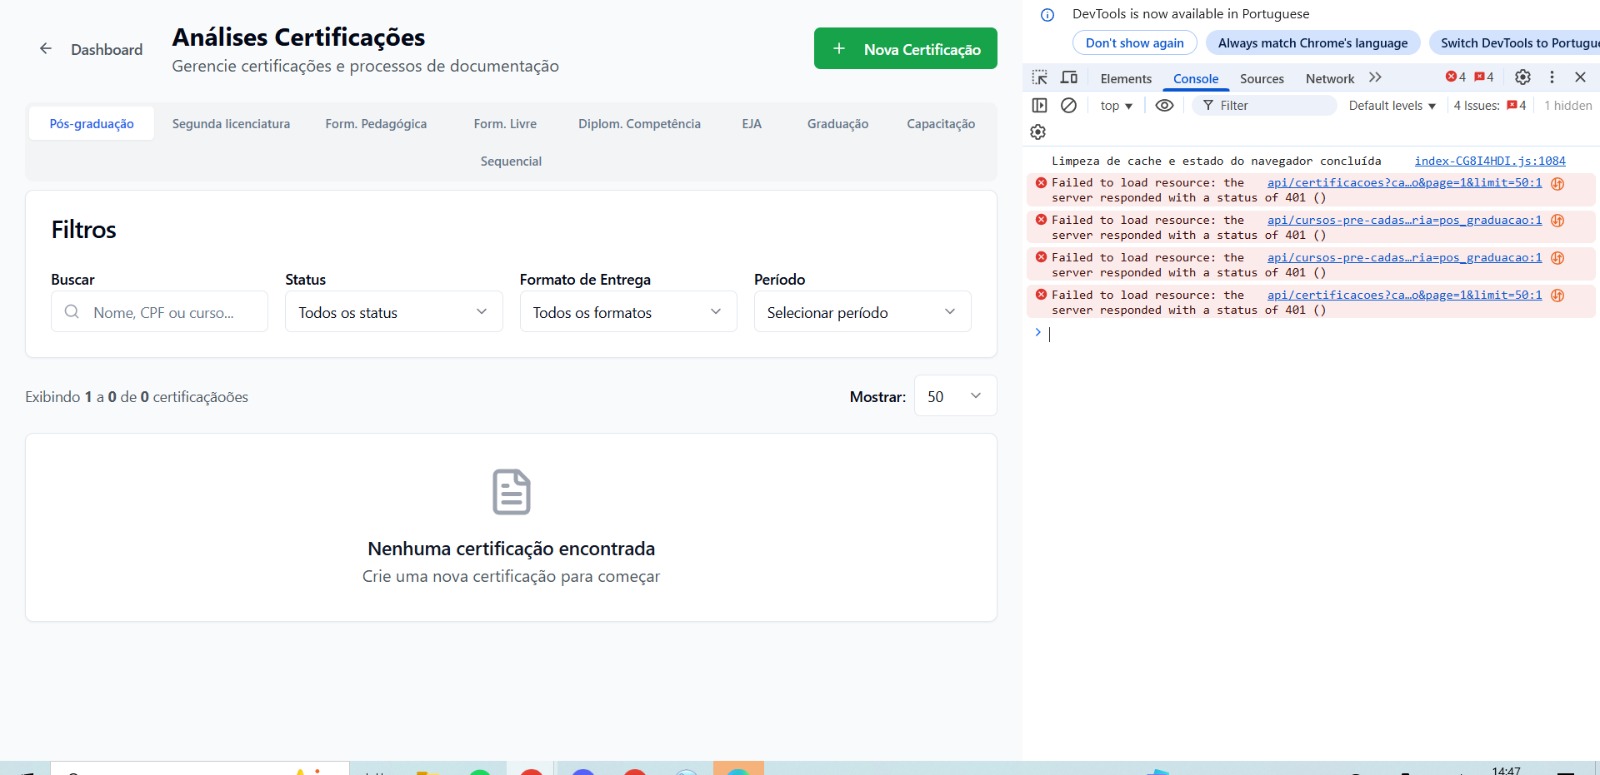 Dashboard
Análises Certificações
Gerencie certificações e processos de documentação
+ Nova Certificação
Pós-graduação Segunda licenciatura Form. Pedagógica Form. Livre Diplom. Competência EJA Graduação Capacitação
Sequencial
Filtros
Buscar Status Formato de Entrega Período
Nome, CPF ou curso... Todos os status Todos os formatos Selecionar período
Exibindo 1 a 0 de 0 certificaçãoões
Mostrar: 50
Nenhuma certificação encontrada
Crie uma nova certificação para começar
DevTools is now available in Portuguese
Don't show again Always match Chrome's language Switch DevTools to Portugue
Elements Console Sources Network 4 4
top Filter Default levels 4 Issues: 4 1 hidden
Limpeza de cache e estado do navegador concluída index-CG8I4HDI.js:1084
Failed to load resource: the api/certificacoes?ca…o&page=1&limit=50:1
server responded with a status of 401 ()
Failed to load resource: the api/cursos-pre-cadas…ria=pos_graduacao:1
server responded with a status of 401 ()
Failed to load resource: the api/cursos-pre-cadas…ria=pos_graduacao:1
server responded with a status of 401 ()
Failed to load resource: the api/certificacoes?ca…o&page=1&limit=50:1
server responded with a status of 401 ()
14:47